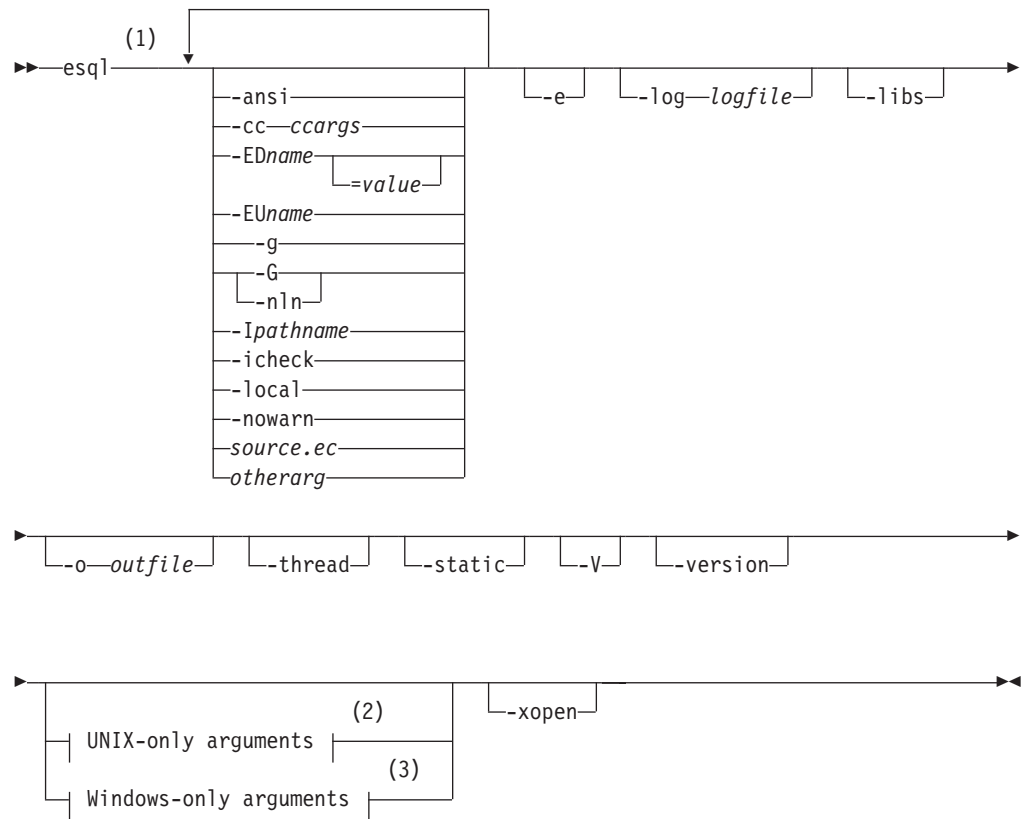 (1)
esql
-e
-log logfile
-libs
-ansi
-cc ccargs
-EDname
=value
-EUname
-g
-G
-nln
-Ipathname
-icheck
-local
-nowarn
source.ec
otherarg
-o outfile
-thread
-static
-V
-version
(2)
UNIX-only arguments
-xopen
(3)
Windows-only arguments